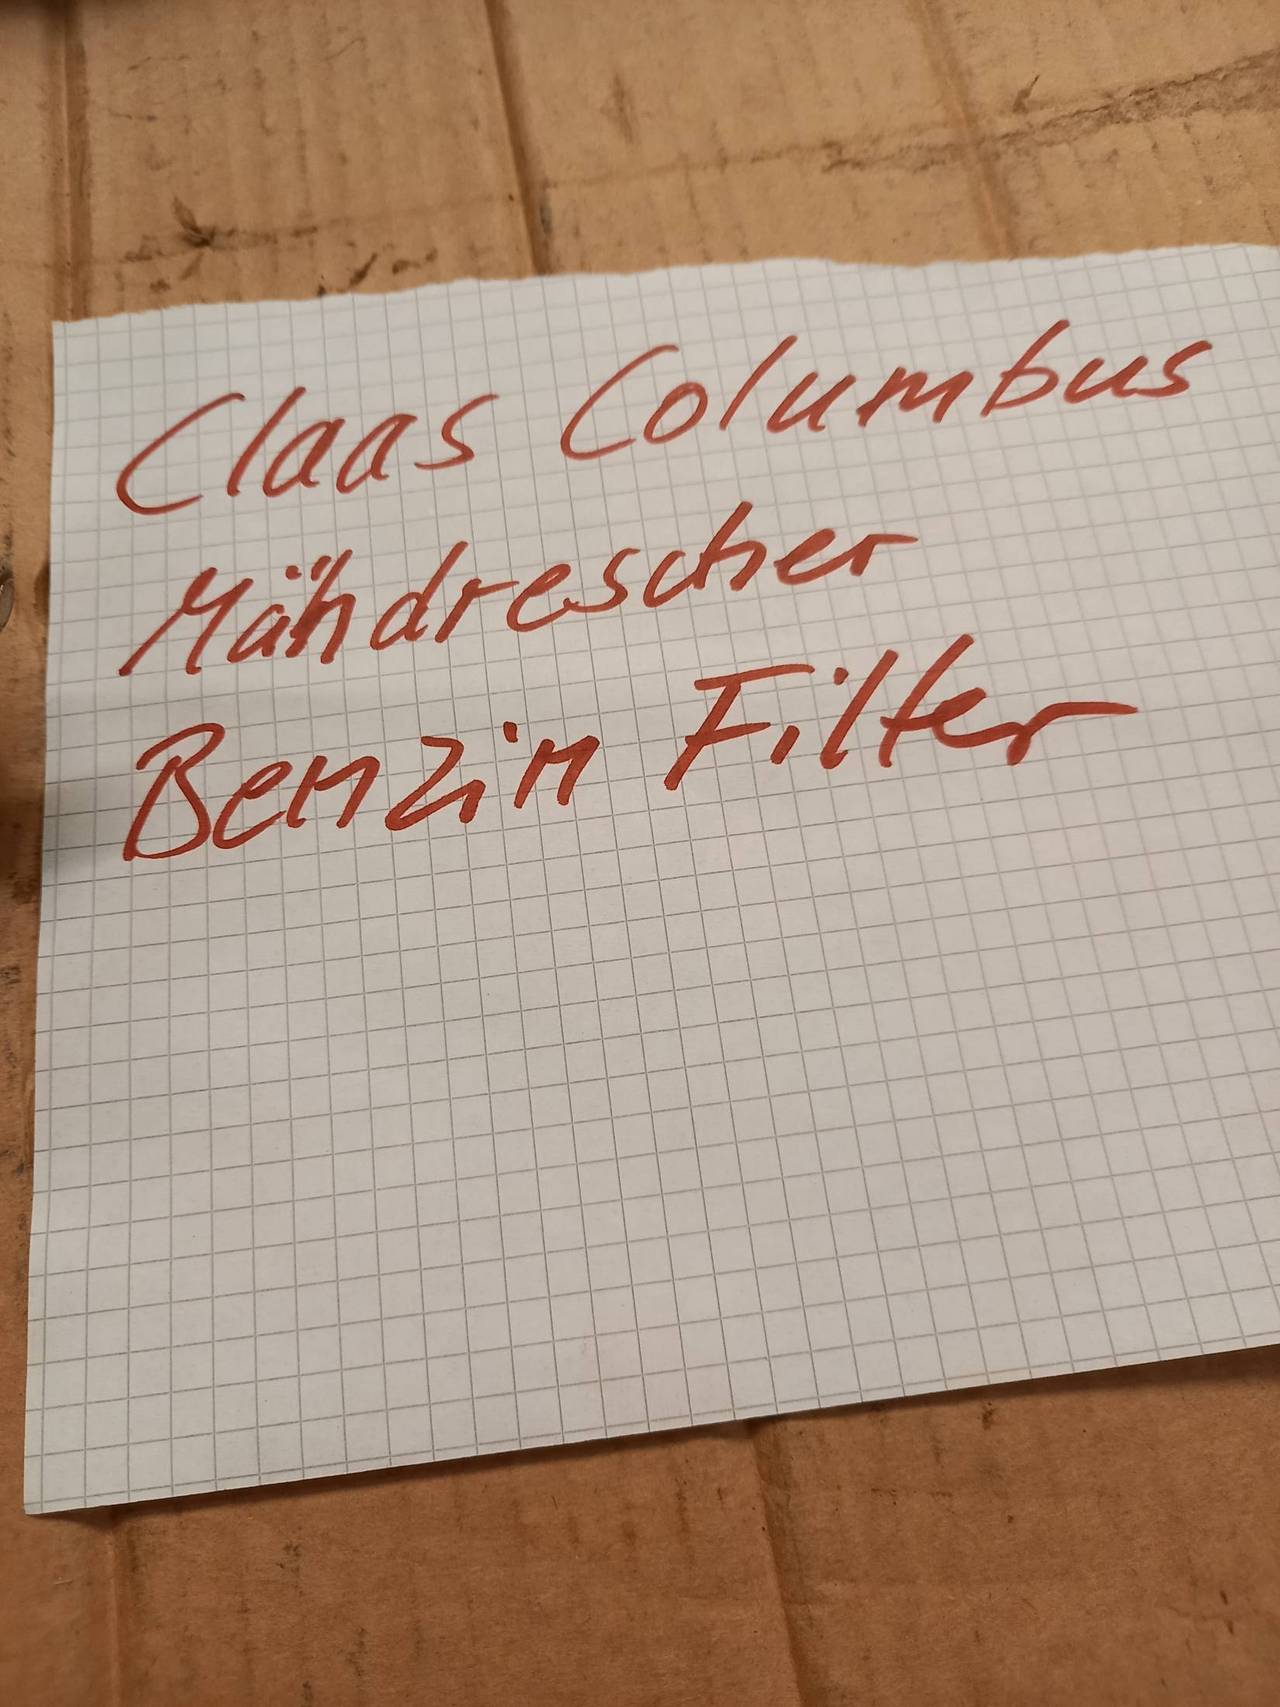 Claas Columbus
Mähdrescher
Benzin Filter